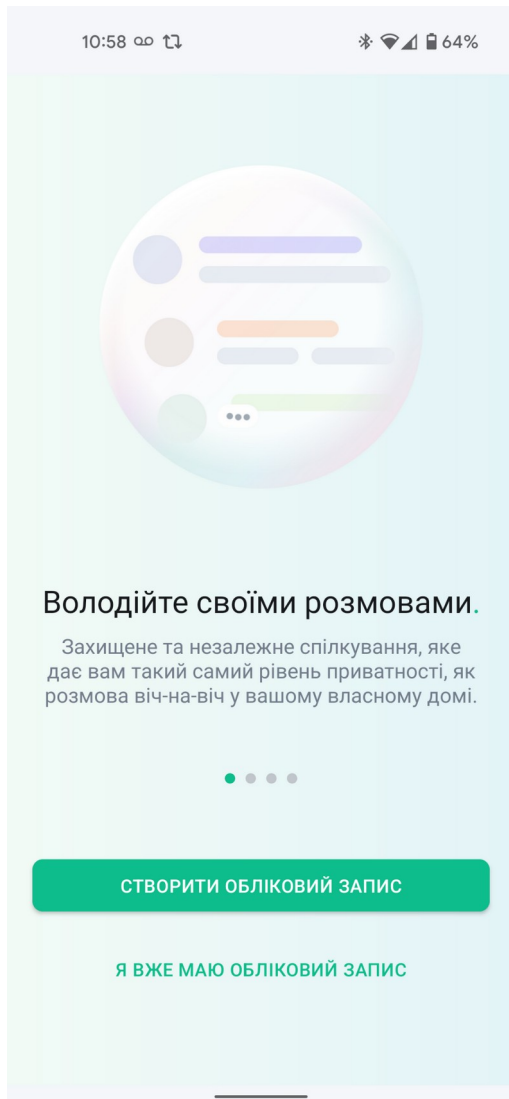 10:58 64%
Володійте своїми розмовами.
Захищене та незалежне спілкування, яке
дає вам такий самий рівень приватності, як
розмова віч-на-віч у вашому власному домі.
СТВОРИТИ ОБЛІКОВИЙ ЗАПИС
Я ВЖЕ МАЮ ОБЛІКОВИЙ ЗАПИС